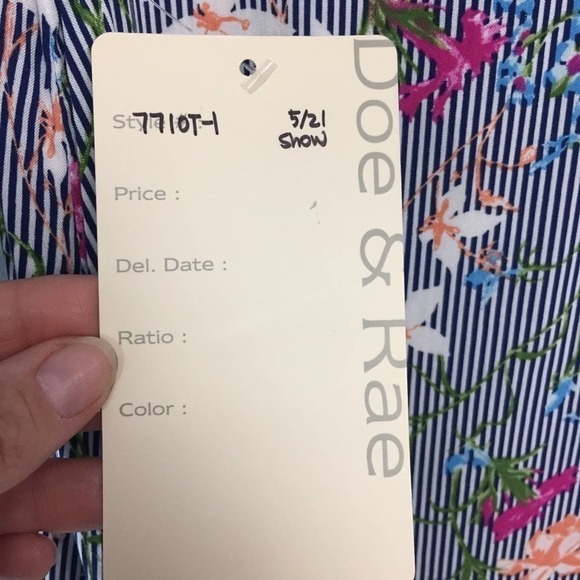 Style #: 7710T-1 5/21
Show
Price :
Del. Date :
Ratio :
Color :
Doe & Rae